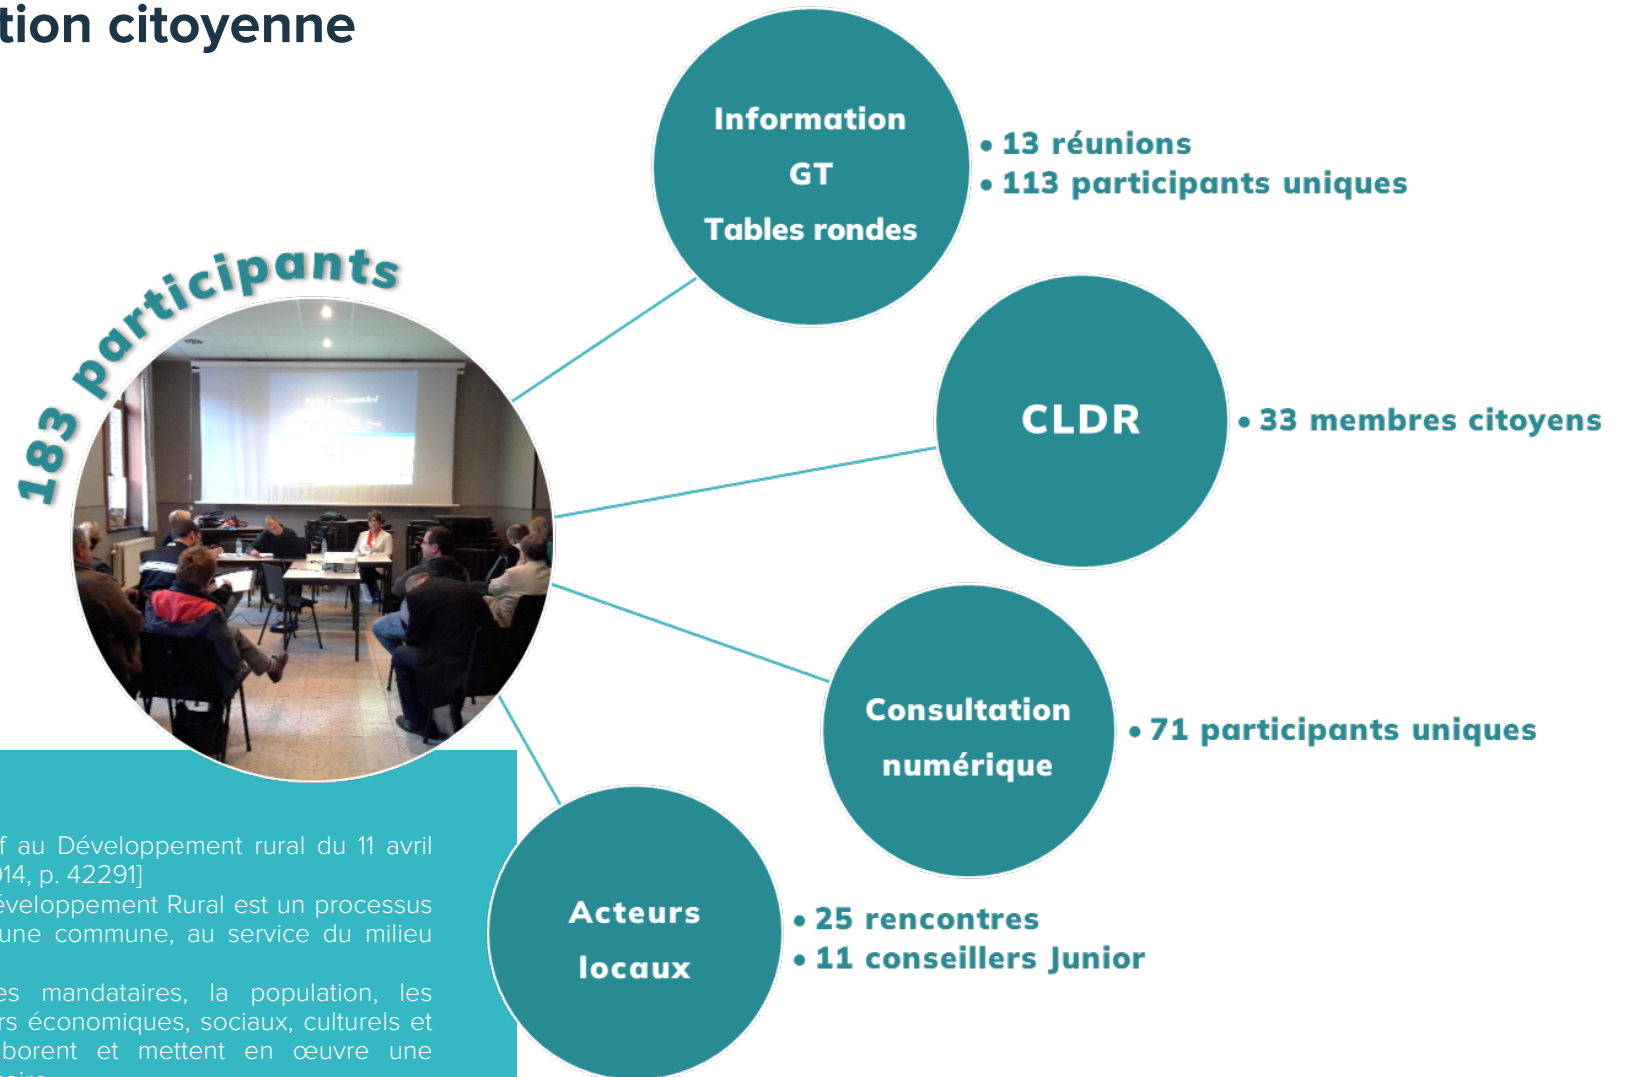 tion citoyenne
Information
GT
Tables rondes
• 13 réunions
• 113 participants uniques
183 participants
CLDR
• 33 membres citoyens
Consultation
numérique
• 71 participants uniques
Acteurs
locaux
• 25 rencontres
• 11 conseillers Junior
f au Développement rural du 11 avril
014, p. 42291]
éveloppement Rural est un processus
une commune, au service du milieu
es mandataires, la population, les
rs économiques, sociaux, culturels et
borent et mettent en œuvre une